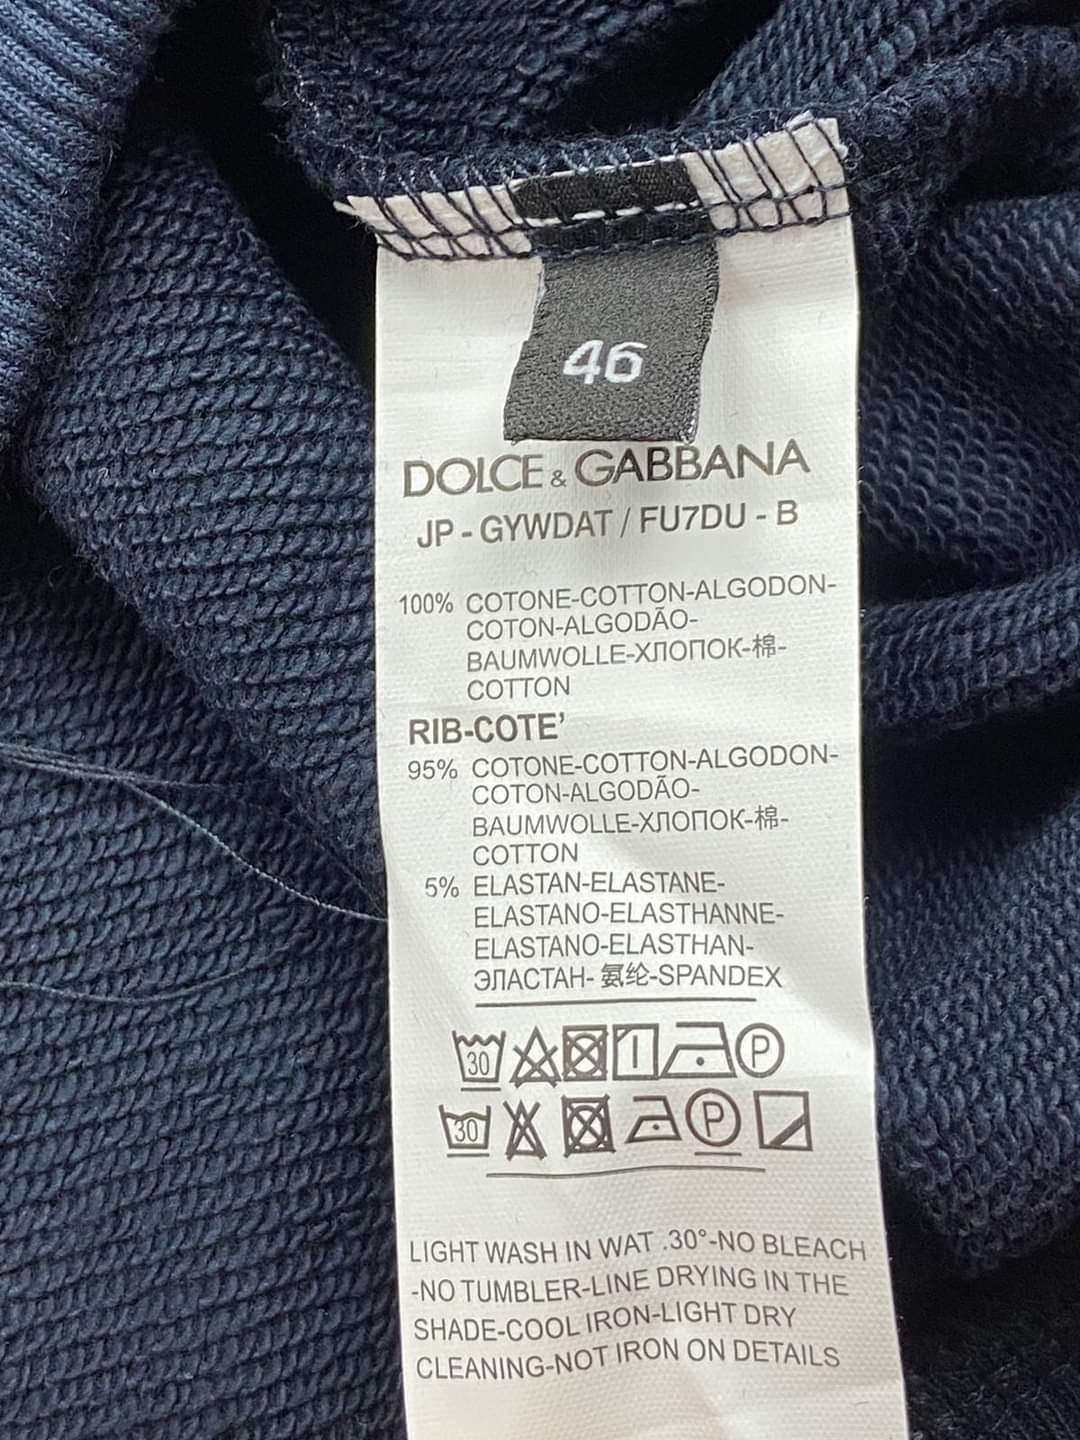 46
DOLCE & GABBANA
JP - GYWDAT / FU7DU - B
100% COTONE-COTTON-ALGODON-
COTON-ALGODÃO-
BAUMWOLLE-ХЛОПОК-棉-
COTTON
RIB-COTE'
95% COTONE-COTTON-ALGODON-
COTON-ALGODÃO-
BAUMWOLLE-ХЛОПОК-棉-
COTTON
5% ELASTAN-ELASTANE-
ELASTANO-ELASTHANNE-
ELASTANO-ELASTHAN-
ЭЛАСТАН- 氨纶-SPANDEX
30 P
30 P
LIGHT WASH IN WAT .30°-NO BLEACH
-NO TUMBLER-LINE DRYING IN THE
SHADE-COOL IRON-LIGHT DRY
CLEANING-NOT IRON ON DETAILS